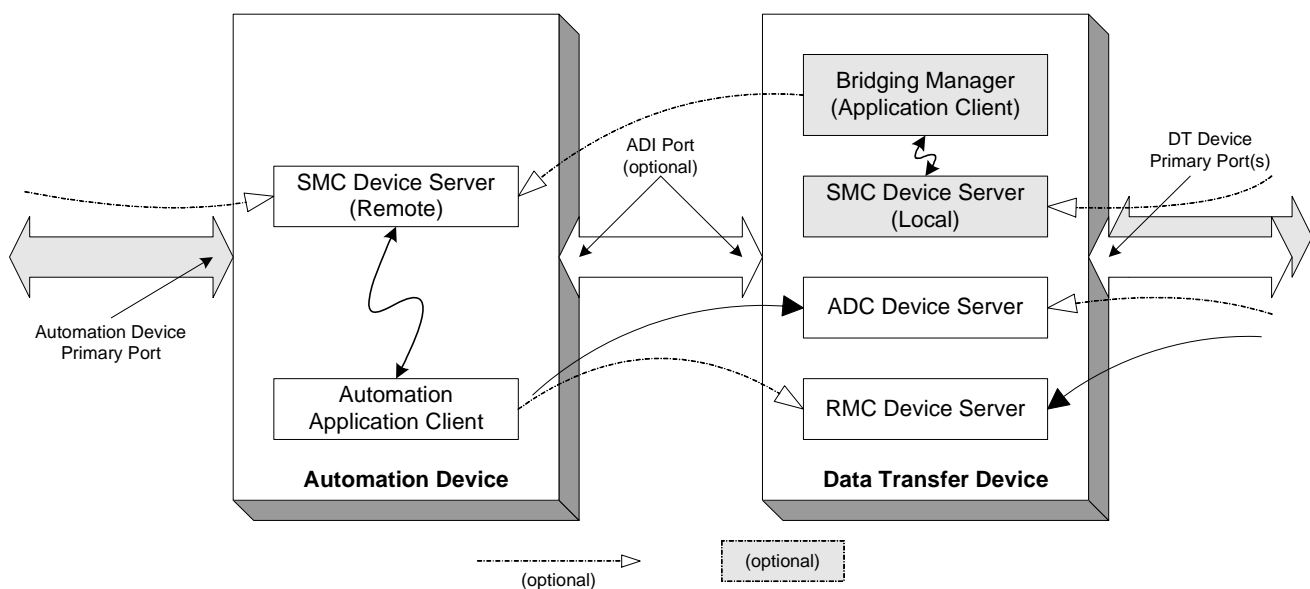 Bridging Manager
(Application Client)
ADI Port
(optional)
DT Device
Primary Port(s)
SMC Device Server
(Remote)
SMC Device Server
(Local)
ADC Device Server
Automation Device
Primary Port
Automation
Application Client
RMC Device Server
Automation Device
Data Transfer Device
(optional)
(optional)